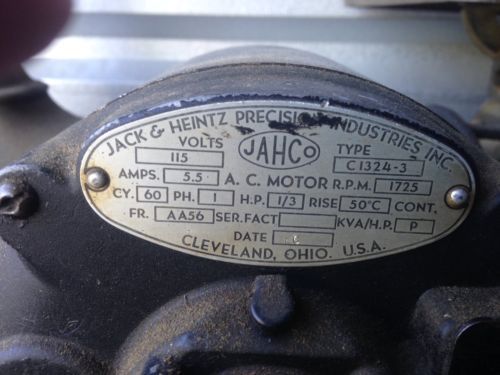 JACK & HEINTZ PRECISION INDUSTRIES INC.
VOLTS JAHCO TYPE
115 C1324-3
AMPS. 5.5 A. C. MOTOR R.P.M. 1725
CY. 60 PH. 1 H.P. 1/3 RISE 50°C CONT.
FR. AA56 SER. FACT KVA/H.P. P
DATE
CLEVELAND, OHIO. U.S.A.